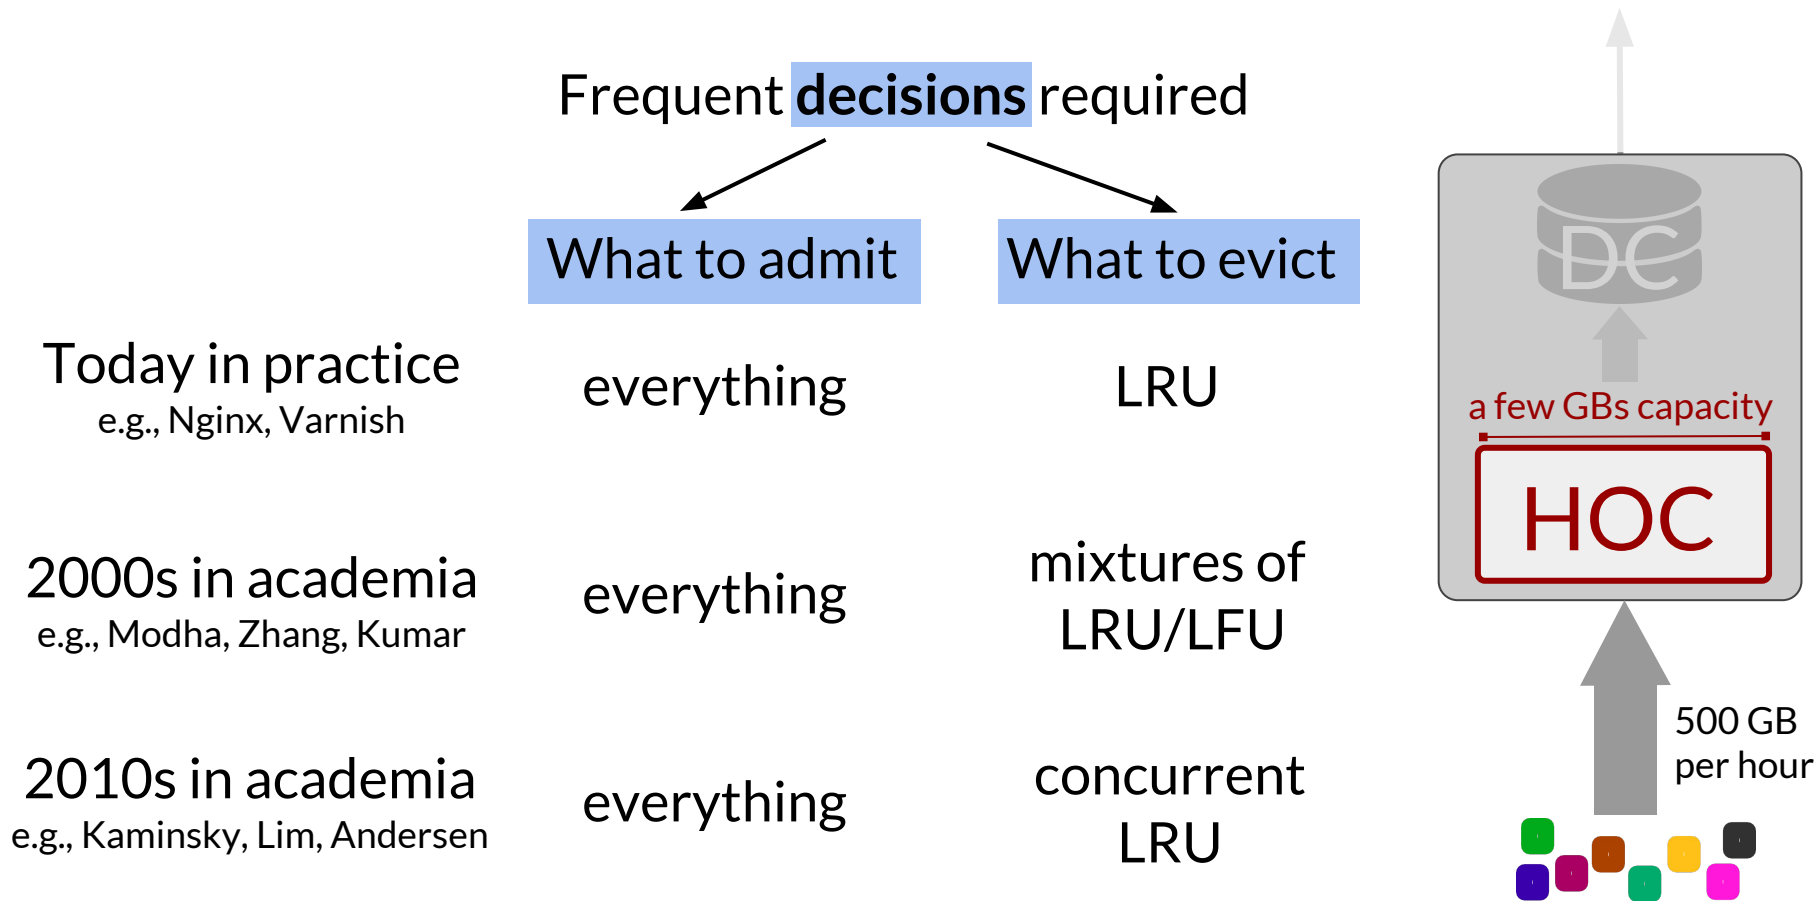 Frequent decisions required
What to admit
What to evict
Today in practice
e.g., Nginx, Varnish
everything
LRU
2000s in academia
e.g., Modha, Zhang, Kumar
everything
mixtures of
LRU/LFU
2010s in academia
e.g., Kaminsky, Lim, Andersen
everything
concurrent
LRU
DC
a few GBs capacity
HOC
500 GB
per hour